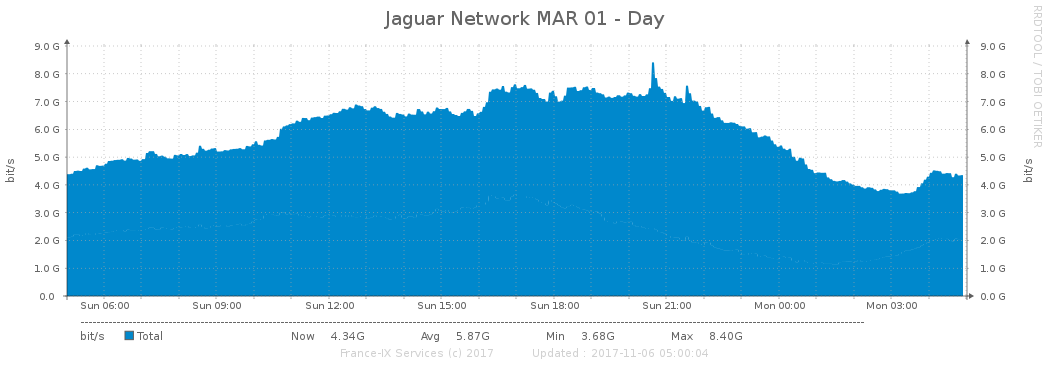 Jaguar Network MAR 01 - Day
RRDTOOL / TOBI OETIKER
9.0 G 9.0 G
8.0 G 8.0 G
7.0 G 7.0 G
6.0 G 6.0 G
5.0 G 5.0 G
4.0 G 4.0 G
3.0 G 3.0 G
2.0 G 2.0 G
1.0 G 1.0 G
0.0 0.0 G
bit/s bit/s
Sun 06:00 Sun 09:00 Sun 12:00 Sun 15:00 Sun 18:00 Sun 21:00 Mon 00:00 Mon 03:00
bit/s Total Now 4.34G Avg 5.87G Min 3.68G Max 8.40G
France-IX Services (c) 2017 Updated : 2017-11-06 05:00:04